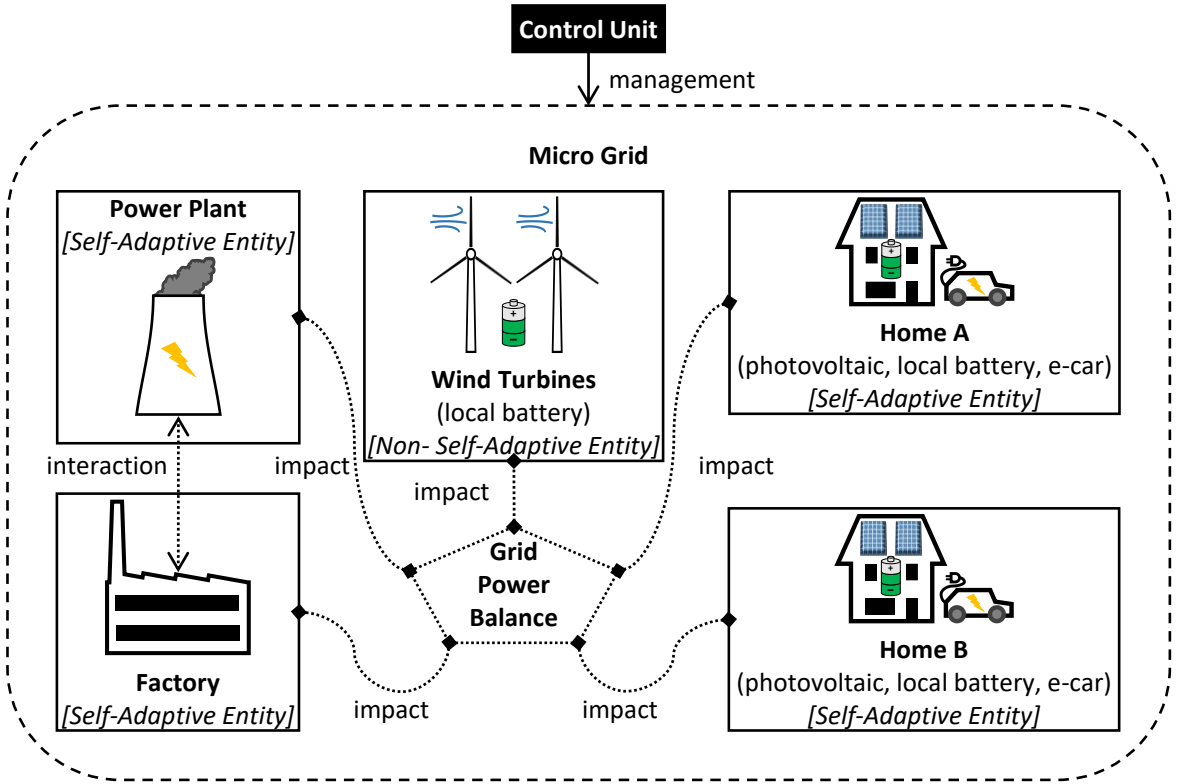 Control Unit
management
Micro Grid
Power Plant
[Self-Adaptive Entity]
interaction
Factory
[Self-Adaptive Entity]
impact
impact
+
−
Wind Turbines
(local battery)
[Non- Self-Adaptive Entity]
impact
Grid
Power
Balance
+
−
Home A
(photovoltaic, local battery, e-car)
[Self-Adaptive Entity]
impact
+
−
Home B
(photovoltaic, local battery, e-car)
[Self-Adaptive Entity]
impact